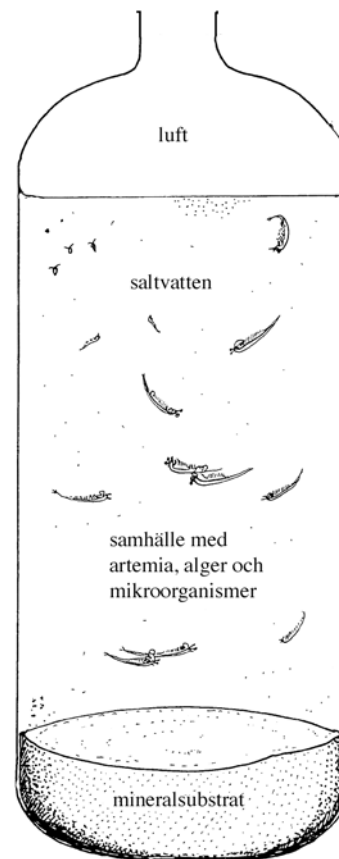 luft
saltvatten
samhälle med
artemia, alger och
mikroorganismer
mineralsubstrat